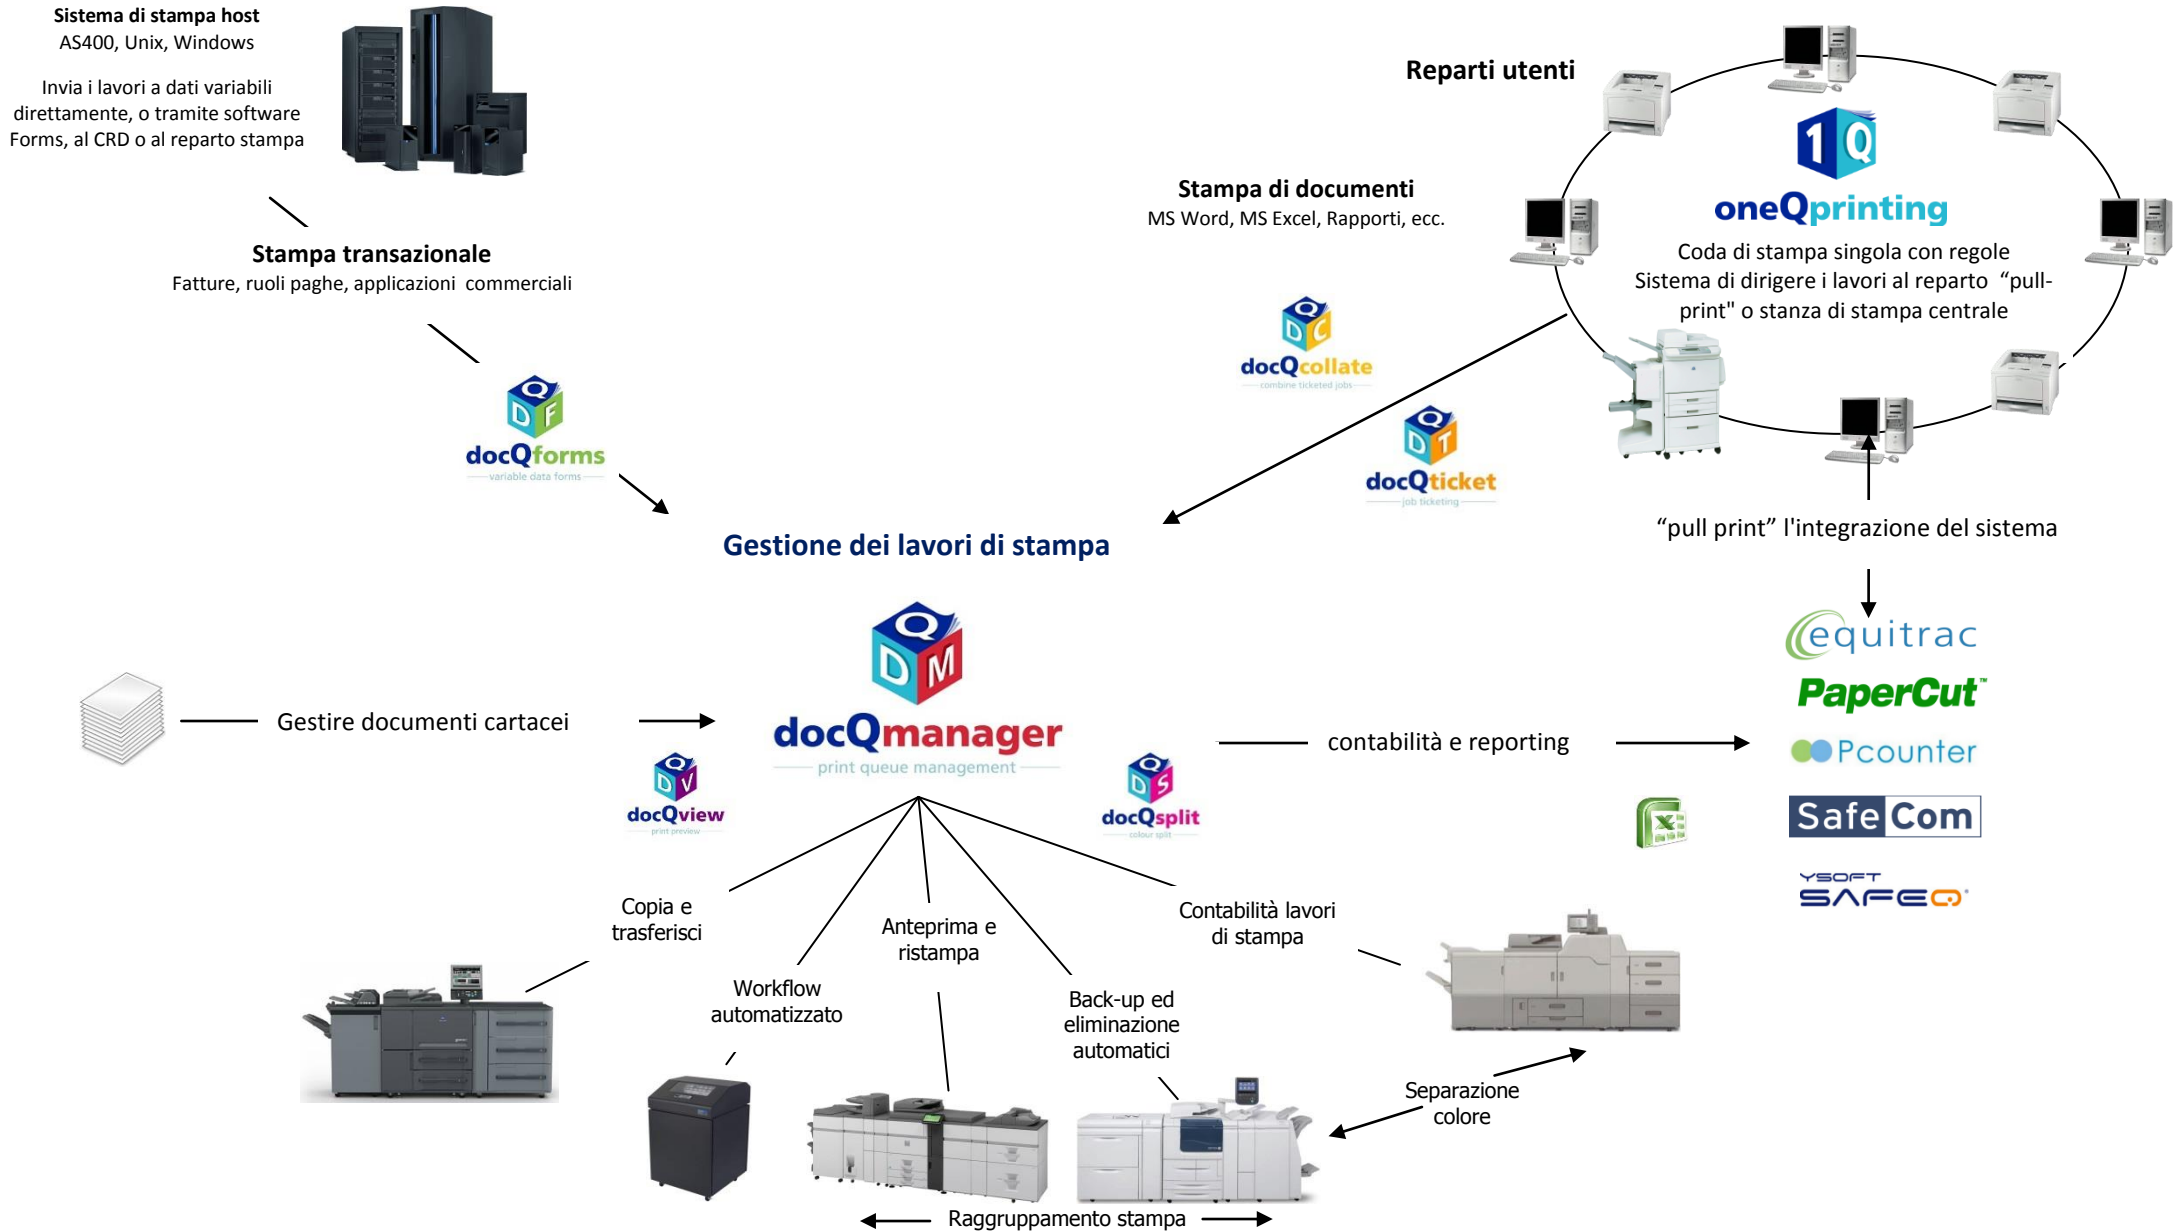 Sistema di stampa host
AS400, Unix, Windows
Invia i lavori a dati variabili
direttamente, o tramite software
Forms, al CRD o al reparto stampa
Stampa transazionale
Fatture, ruoli paghe, applicazioni commerciali
Q
D F
docQforms
variable data forms
Reparti utenti
Stampa di documenti
MS Word, MS Excel, Rapporti, ecc.
1Q
oneQprinting
Coda di stampa singola con regole
Sistema di dirigere i lavori al reparto “pull-
print" o stanza di stampa centrale
Q
D C
docQcollate
combine ticketed jobs
Q
D T
docQticket
job ticketing
“pull print” l'integrazione del sistema
Gestione dei lavori di stampa
Q
D M
docQmanager
print queue management
Gestire documenti cartacei
Q
D V
docQview
print preview
Q
D S
docQsplit
colour split
contabilità e reporting
equitrac
PaperCut™
Pcounter
SafeCom
YSOFT
SAFEQ®
X
Copia e
trasferisci
Workflow
automatizzato
Anteprima e
ristampa
Back-up ed
eliminazione
automatici
Contabilità lavori
di stampa
Separazione
colore
Raggruppamento stampa